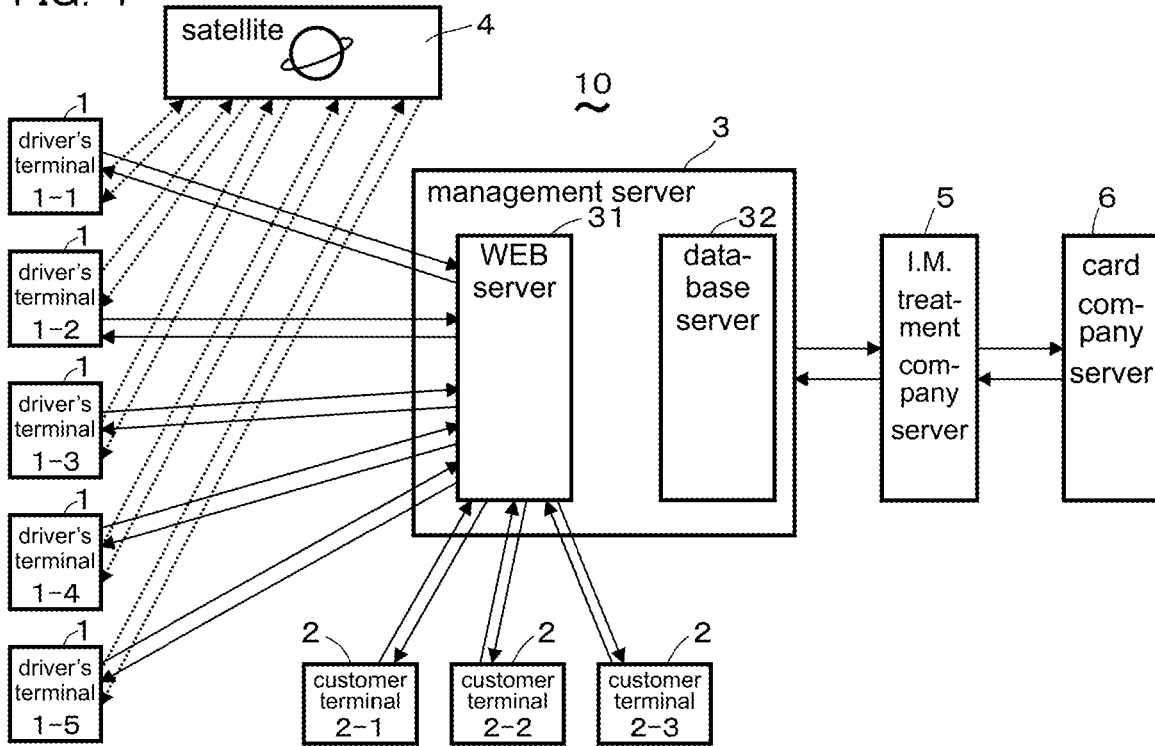 satellite
4
10
1
driver's
terminal
1-1
1
driver's
terminal
1-2
1
driver's
terminal
1-3
1
driver's
terminal
1-4
1
driver's
terminal
1-5
3
management server
31
WEB
server
32
data-
base
server
5
I.M.
treat-
ment
com-
pany
server
6
card
com-
pany
server
2
customer
terminal
2-1
2
customer
terminal
2-2
2
customer
terminal
2-3